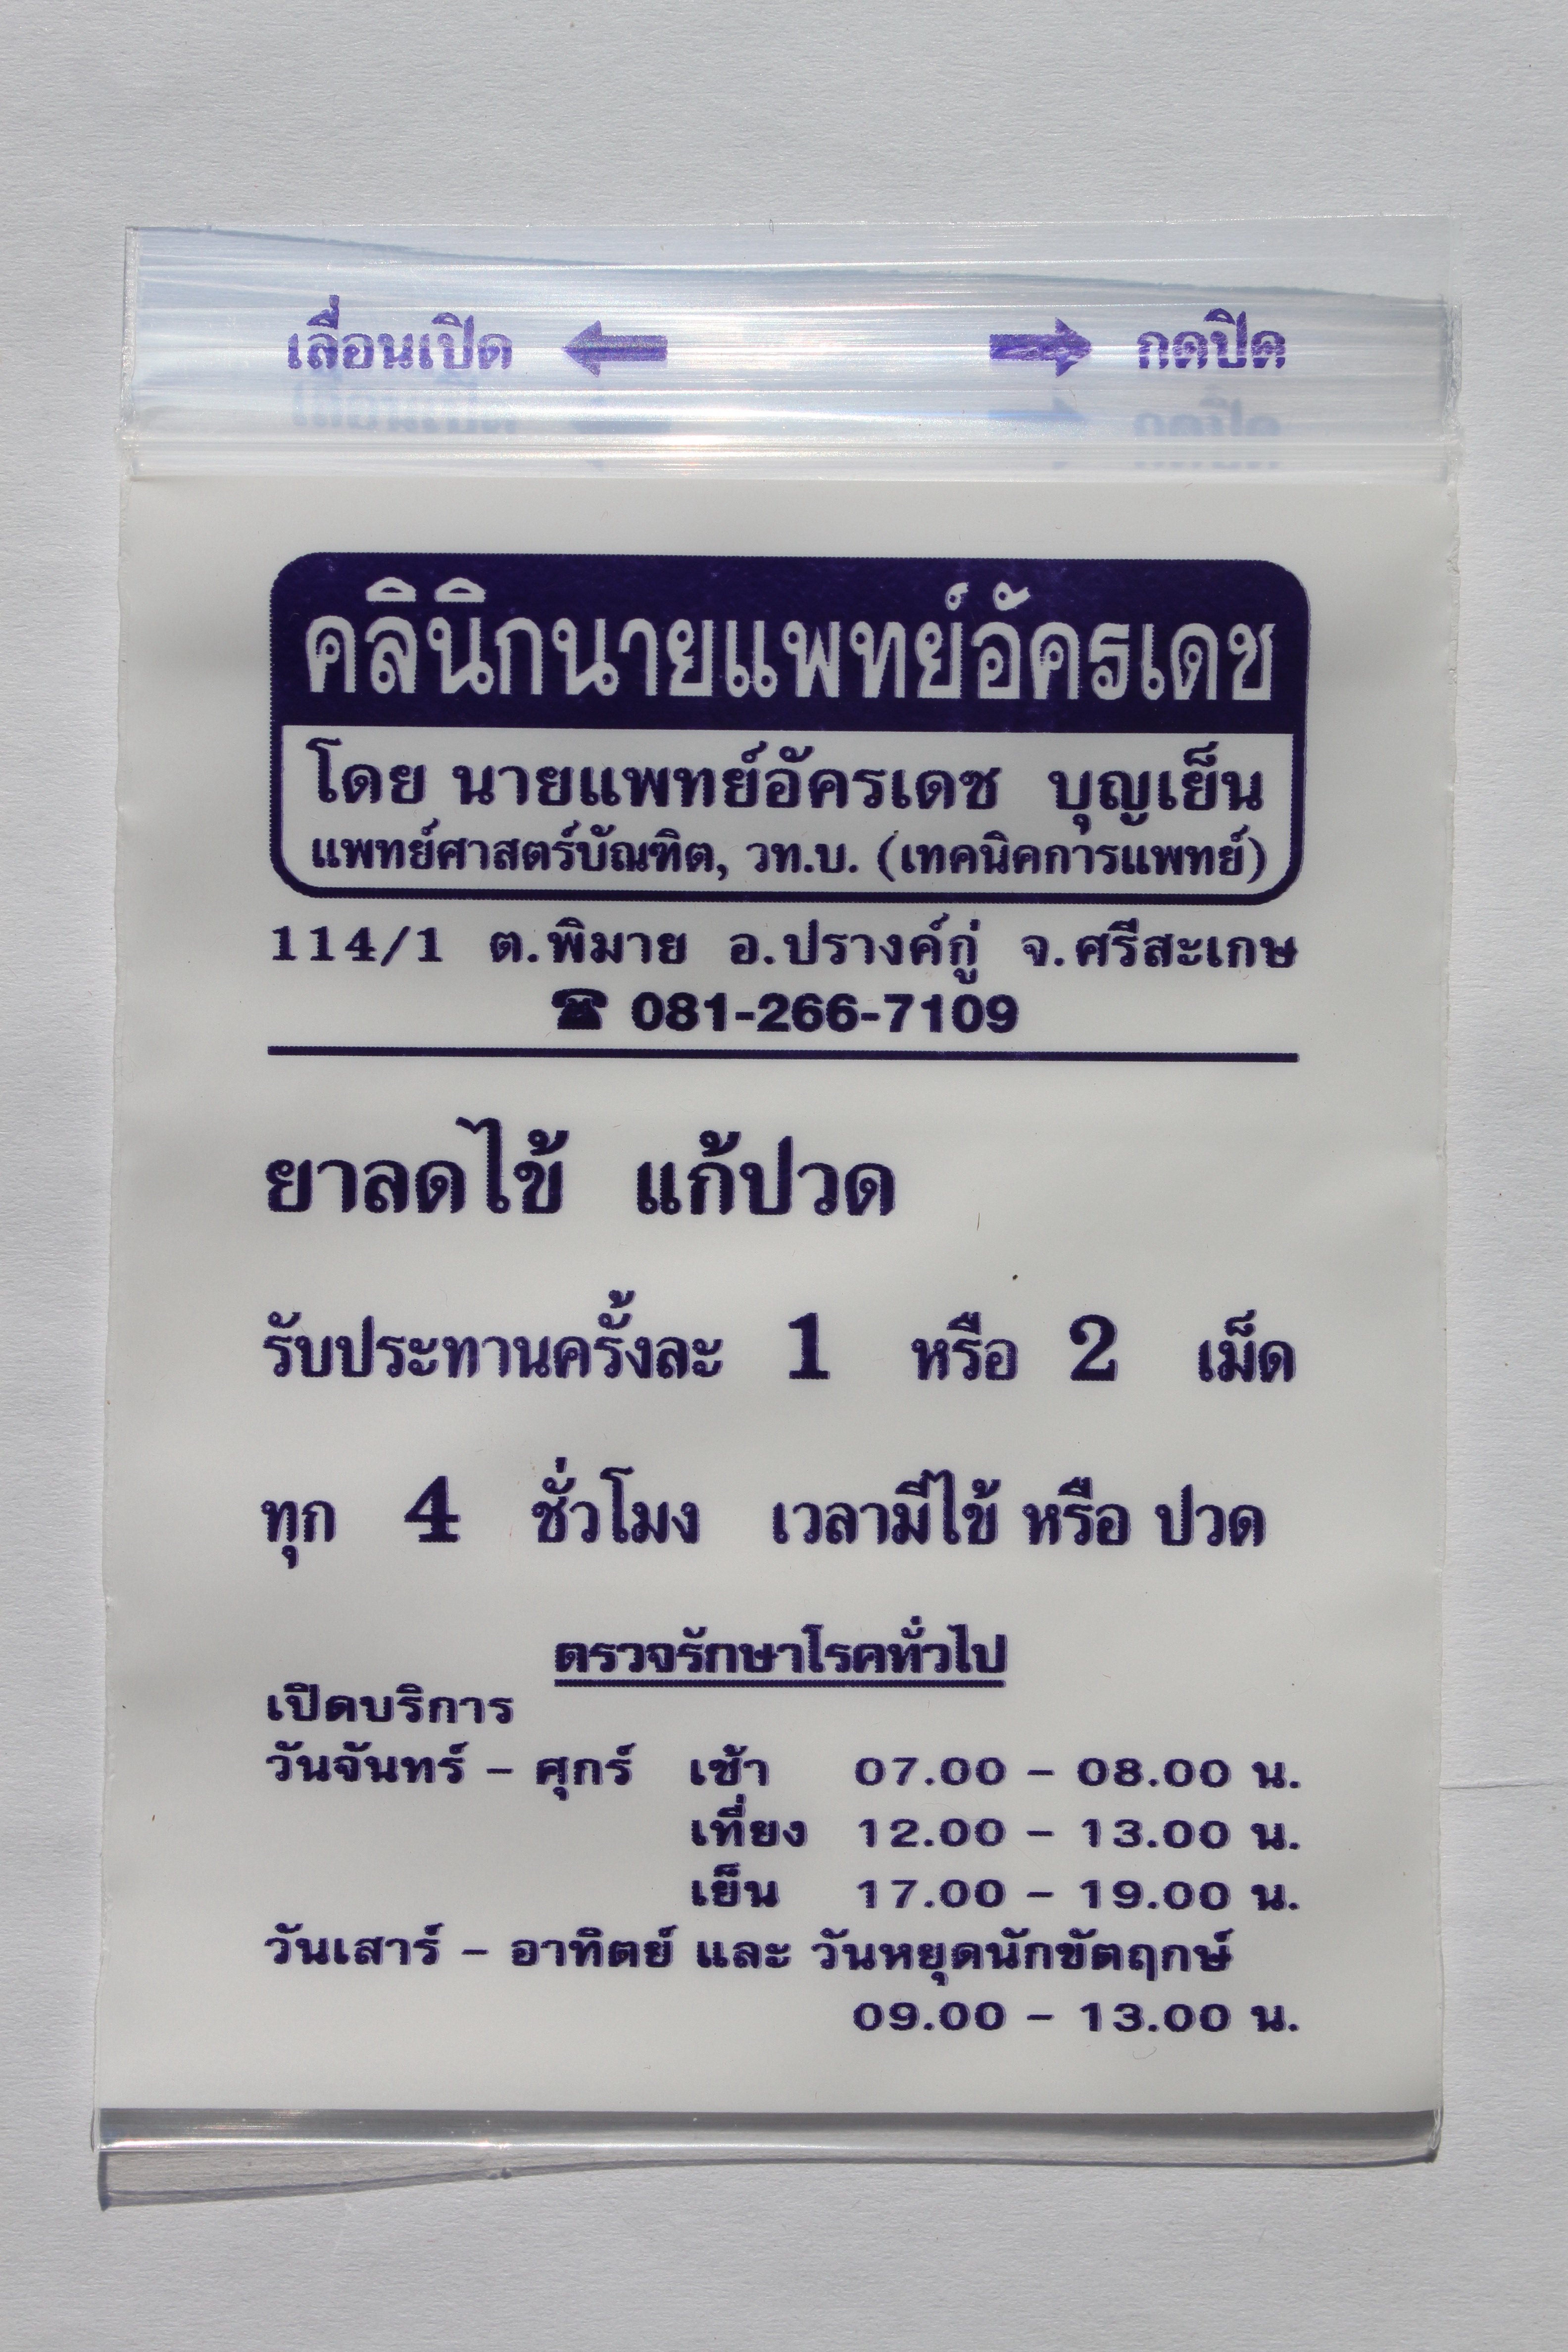 เลื่อนเปิด กดปิด
คลินิกนายแพทย์อัครเดช
โดย นายแพทย์อัครเดช บุญเย็น
แพทย์ศาสตร์บัณฑิต, วท.บ. (เทคนิคการแพทย์)
114/1 ต.พิมาย อ.ปรางค์กู่ จ.ศรีสะเกษ
☎ 081-266-7109
ยาลดไข้ แก้ปวด
รับประทานครั้งละ 1 หรือ 2 เม็ด
ทุก 4 ชั่วโมง เวลามีไข้ หรือ ปวด
ตรวจรักษาโรคทั่วไป
เปิดบริการ
วันจันทร์ – ศุกร์ เช้า 07.00 – 08.00 น.
เที่ยง 12.00 – 13.00 น.
เย็น 17.00 – 19.00 น.
วันเสาร์ – อาทิตย์ และ วันหยุดนักขัตฤกษ์
09.00 – 13.00 น.